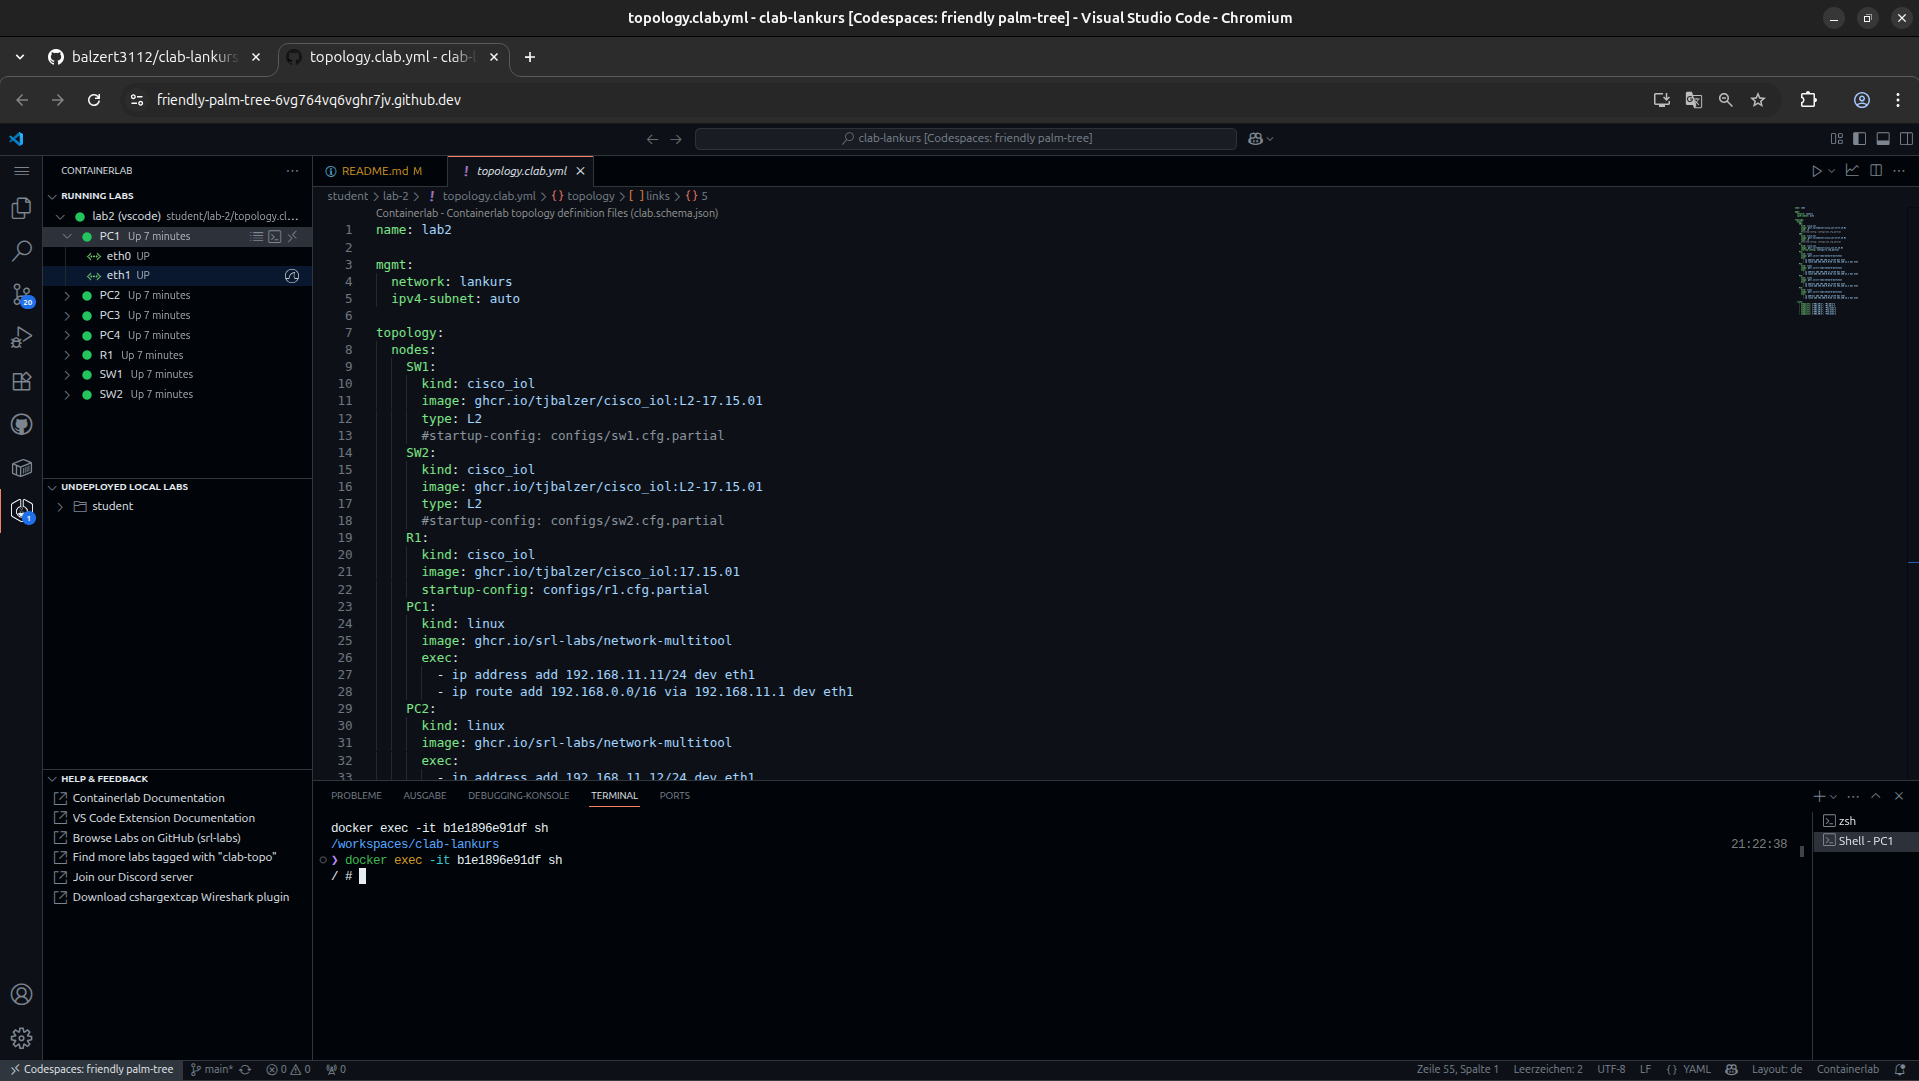 topology.clab.yml - clab-lankurs [Codespaces: friendly palm-tree] - Visual Studio Code - Chromium
balzert3112/clab-lankurs
topology.clab.yml - clab-l
friendly-palm-tree-6vg764vq6vghr7jv.github.dev
clab-lankurs [Codespaces: friendly palm-tree]
CONTAINERLAB
RUNNING LABS
lab2 (vscode) student/lab-2/topology.cl...
PC1 Up 7 minutes
eth0 UP
eth1 UP
PC2 Up 7 minutes
PC3 Up 7 minutes
PC4 Up 7 minutes
R1 Up 7 minutes
SW1 Up 7 minutes
SW2 Up 7 minutes
20
1
UNDEPLOYED LOCAL LABS
student
HELP & FEEDBACK
Containerlab Documentation
VS Code Extension Documentation
Browse Labs on GitHub (srl-labs)
Find more labs tagged with "clab-topo"
Join our Discord server
Download cshargextcap Wireshark plugin
README.md M
! topology.clab.yml
student > lab-2 > ! topology.clab.yml > {} topology > [ ] links > {} 5
Containerlab - Containerlab topology definition files (clab.schema.json)
1 name: lab2
2
3 mgmt:
4 network: lankurs
5 ipv4-subnet: auto
6
7 topology:
8 nodes:
9 SW1:
10 kind: cisco_iol
11 image: ghcr.io/tjbalzer/cisco_iol:L2-17.15.01
12 type: L2
13 #startup-config: configs/sw1.cfg.partial
14 SW2:
15 kind: cisco_iol
16 image: ghcr.io/tjbalzer/cisco_iol:L2-17.15.01
17 type: L2
18 #startup-config: configs/sw2.cfg.partial
19 R1:
20 kind: cisco_iol
21 image: ghcr.io/tjbalzer/cisco_iol:17.15.01
22 startup-config: configs/r1.cfg.partial
23 PC1:
24 kind: linux
25 image: ghcr.io/srl-labs/network-multitool
26 exec:
27 - ip address add 192.168.11.11/24 dev eth1
28 - ip route add 192.168.0.0/16 via 192.168.11.1 dev eth1
29 PC2:
30 kind: linux
31 image: ghcr.io/srl-labs/network-multitool
32 exec:
33 - ip address add 192.168.11.12/24 dev eth1
PROBLEME AUSGABE DEBUGGING-KONSOLE TERMINAL PORTS
docker exec -it b1e1896e91df sh
/workspaces/clab-lankurs 21:22:38
❯ docker exec -it b1e1896e91df sh
/ #
zsh
Shell - PC1
Codespaces: friendly palm-tree main* 0 0 0
Zeile 55, Spalte 1 Leerzeichen: 2 UTF-8 LF {} YAML Layout: de Containerlab